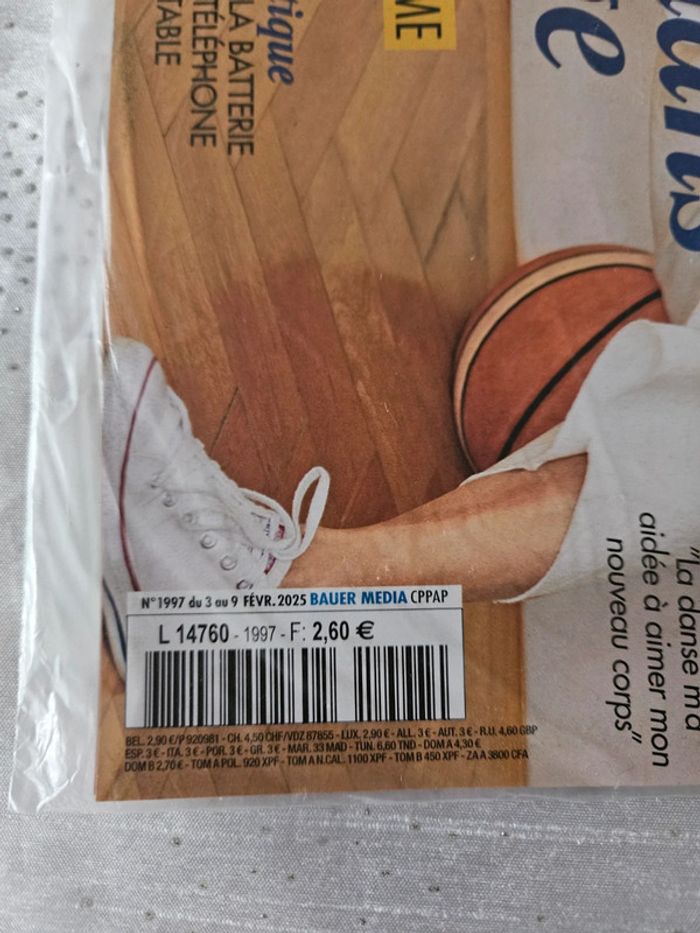 ME
tique
LA BATTERIE
TÉLÉPHONE
TABLE
"La danse m'a
aidée à aimer mon
nouveau corps"
N°1997 du 3 au 9 FÉVR. 2025 BAUER MEDIA CPPAP
L 14760 - 1997 - F: 2,60 €
BEL. 2,90 €/P920981 - CH. 4,50 CHF/VDZ 87855 - LUX. 2,90 € - ALL. 3 € - AUT. 3 € - R.U. 4,60 GBP
ESP. 3 € - ITA. 3 € - POR. 3 € - GR. 3 € - MAR. 33 MAD - TUN. 6,60 TND - DOM A 4,30 €
DOM B 2,70 € - TOM A POL. 920 XPF - TOM A N.CAL. 1100 XPF - TOM B 450 XPF - ZA A 3800 CFA